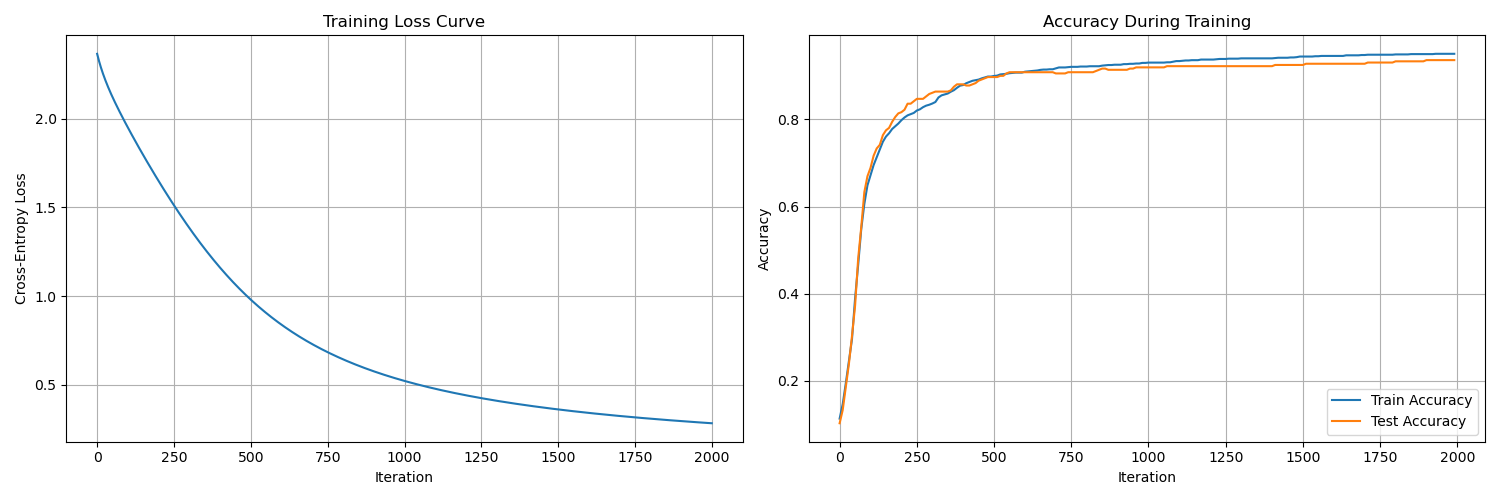 Training Loss Curve
Cross-Entropy Loss
2.0
1.5
1.0
0.5
0 250 500 750 1000 1250 1500 1750 2000
Iteration
Accuracy During Training
Accuracy
0.8
0.6
0.4
0.2
Train Accuracy
Test Accuracy
0 250 500 750 1000 1250 1500 1750 2000
Iteration